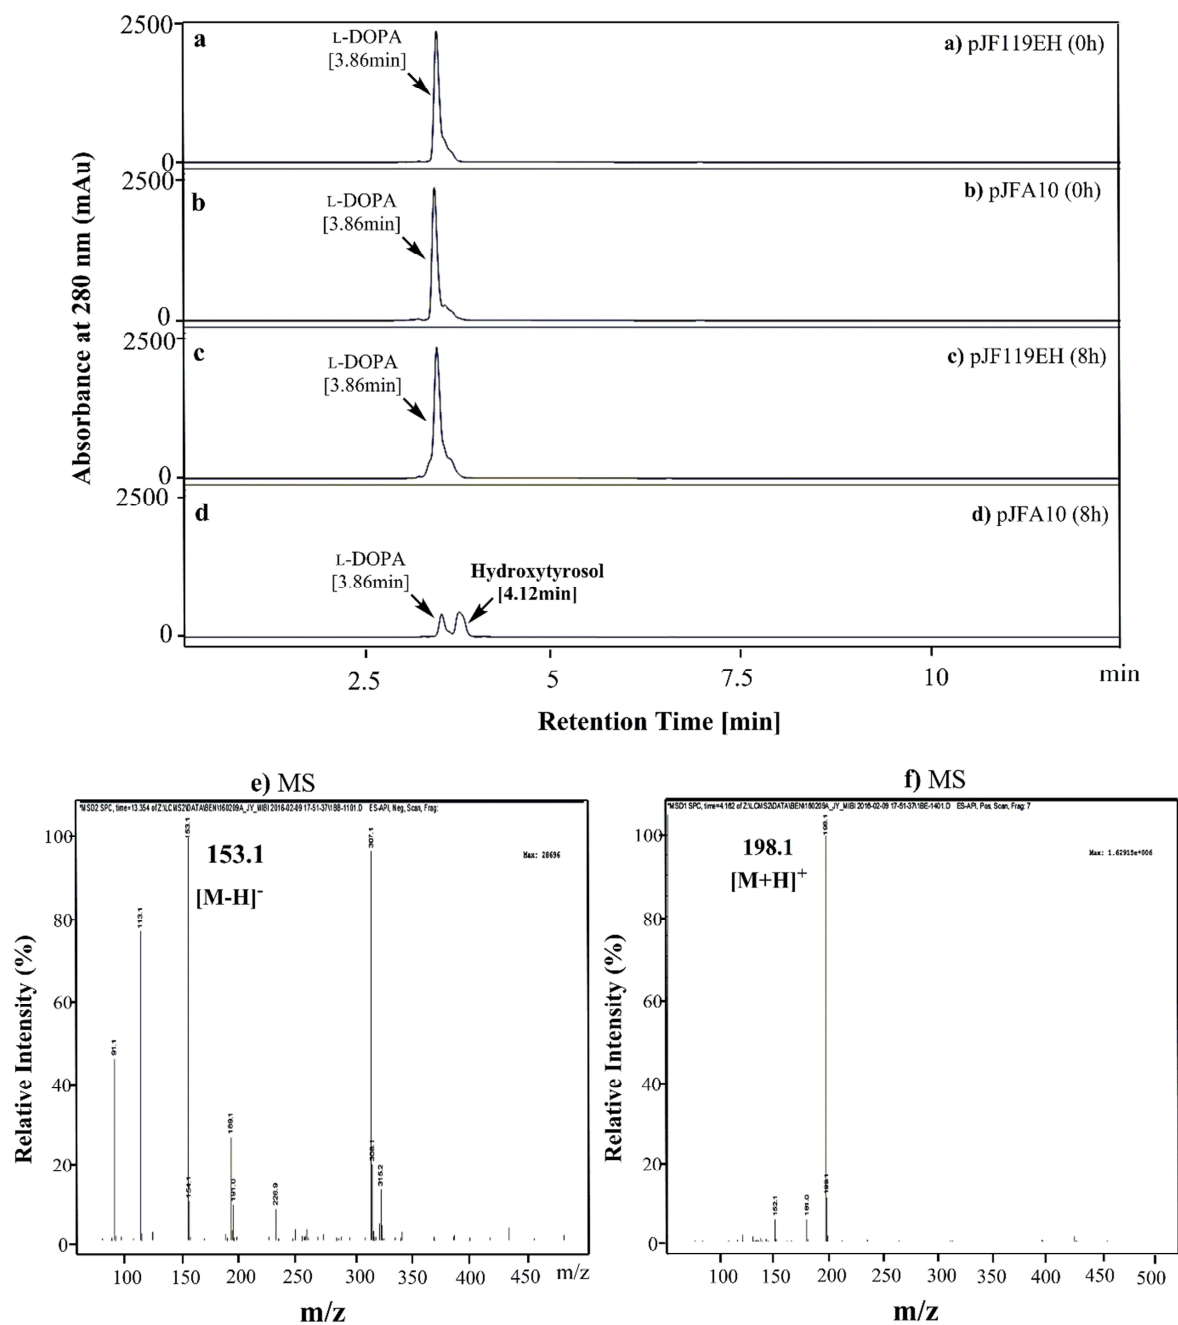 2500
a
L-DOPA
[3.86min]
a) pJF119EH (0h)
0
2500
b
L-DOPA
[3.86min]
b) pJFA10 (0h)
0
2500
c
L-DOPA
[3.86min]
c) pJF119EH (8h)
0
2500
d
L-DOPA
[3.86min]
Hydroxytyrosol
[4.12min]
d) pJFA10 (8h)
0
Absorbance at 280 nm (mAu)
2.5
5
7.5
10
min
Retention Time [min]
e) MS
153.1
[M-H]-
Max: 28696
100
80
60
40
20
0
91.1
113.1
153.1
154.1
189.1
191.0
226.9
307.1
308.1
315.2
Relative Intensity (%)
100
150
200
250
300
350
400
450
m/z
m/z
f) MS
198.1
[M+H]+
100
80
60
40
20
0
152.1
181.0
198.1
199.1
Relative Intensity (%)
100
150
200
250
300
350
400
450
500
m/z